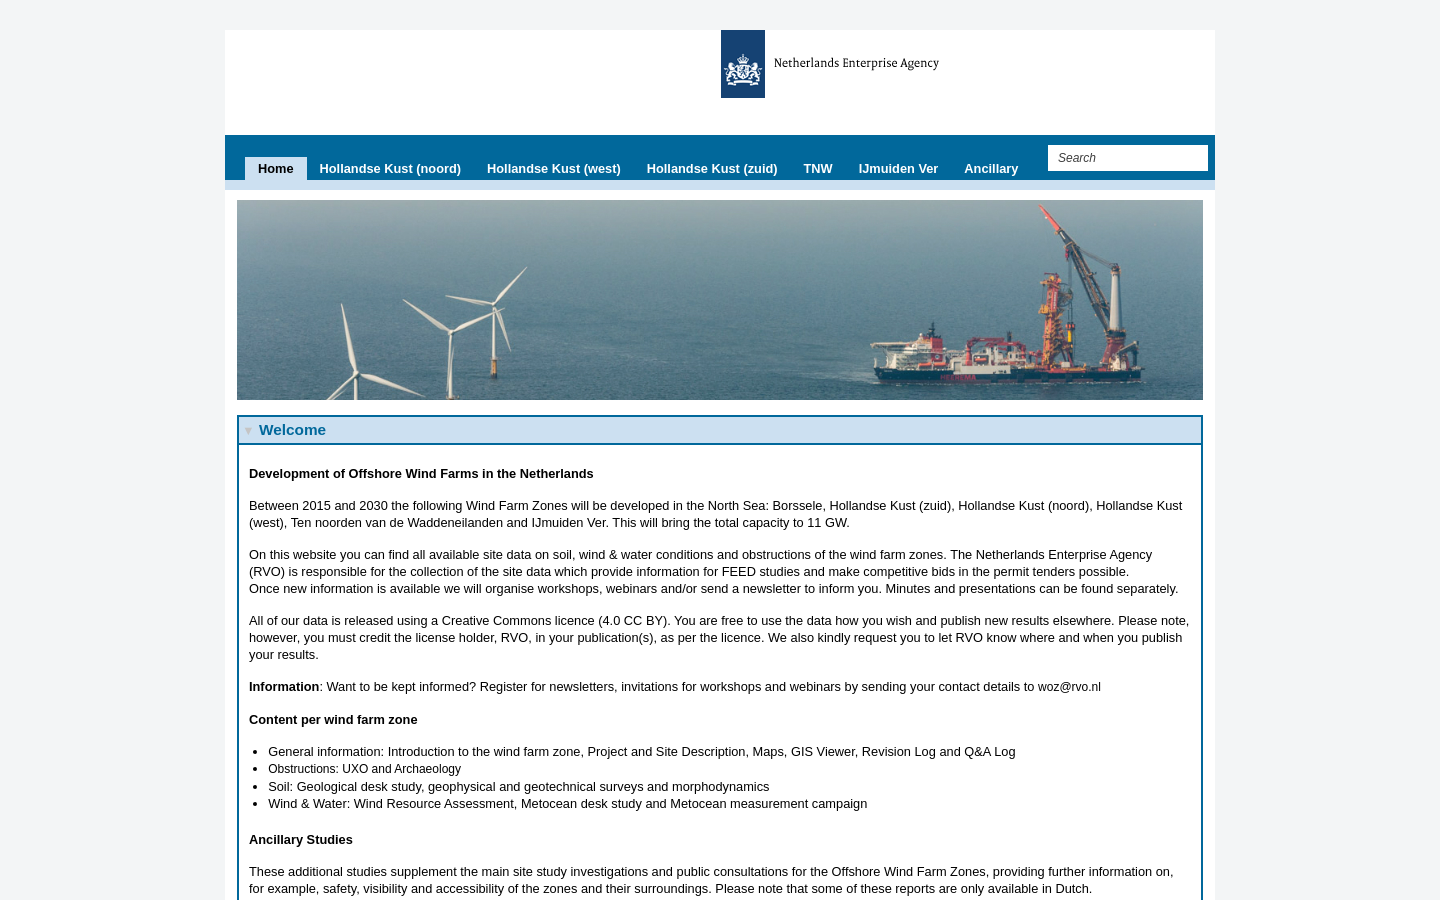 Netherlands Enterprise Agency
Home Hollandse Kust (noord) Hollandse Kust (west) Hollandse Kust (zuid) TNW IJmuiden Ver Ancillary Search
Welcome
Development of Offshore Wind Farms in the Netherlands
Between 2015 and 2030 the following Wind Farm Zones will be developed in the North Sea: Borssele, Hollandse Kust (zuid), Hollandse Kust (noord), Hollandse Kust
(west), Ten noorden van de Waddeneilanden and IJmuiden Ver. This will bring the total capacity to 11 GW.
On this website you can find all available site data on soil, wind & water conditions and obstructions of the wind farm zones. The Netherlands Enterprise Agency
(RVO) is responsible for the collection of the site data which provide information for FEED studies and make competitive bids in the permit tenders possible.
Once new information is available we will organise workshops, webinars and/or send a newsletter to inform you. Minutes and presentations can be found separately.
All of our data is released using a Creative Commons licence (4.0 CC BY). You are free to use the data how you wish and publish new results elsewhere. Please note,
however, you must credit the license holder, RVO, in your publication(s), as per the licence. We also kindly request you to let RVO know where and when you publish
your results.
Information: Want to be kept informed? Register for newsletters, invitations for workshops and webinars by sending your contact details to woz@rvo.nl
Content per wind farm zone
• General information: Introduction to the wind farm zone, Project and Site Description, Maps, GIS Viewer, Revision Log and Q&A Log
• Obstructions: UXO and Archaeology
• Soil: Geological desk study, geophysical and geotechnical surveys and morphodynamics
• Wind & Water: Wind Resource Assessment, Metocean desk study and Metocean measurement campaign
Ancillary Studies
These additional studies supplement the main site study investigations and public consultations for the Offshore Wind Farm Zones, providing further information on,
for example, safety, visibility and accessibility of the zones and their surroundings. Please note that some of these reports are only available in Dutch.